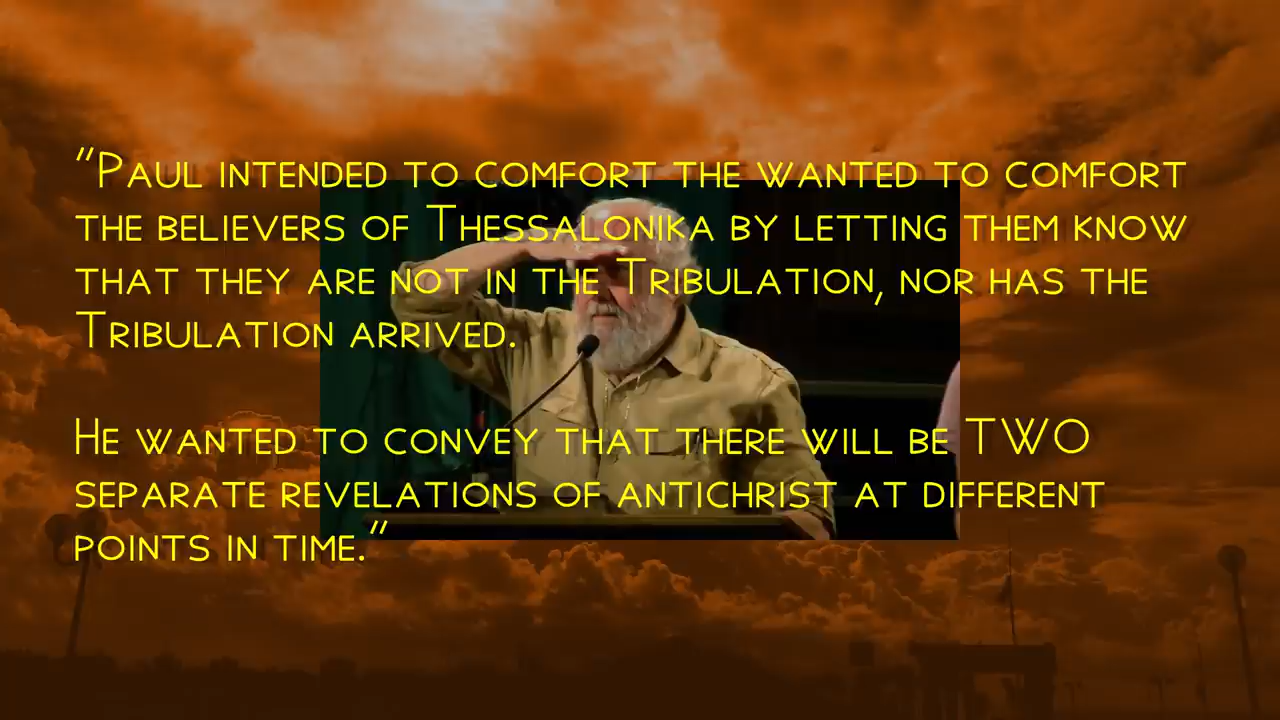 "Paul intended to comfort the wanted to comfort
the believers of Thessalonika by letting them know
that they are not in the Tribulation, nor has the
Tribulation arrived.
He wanted to convey that there will be TWO
separate revelations of antichrist at different
points in time."